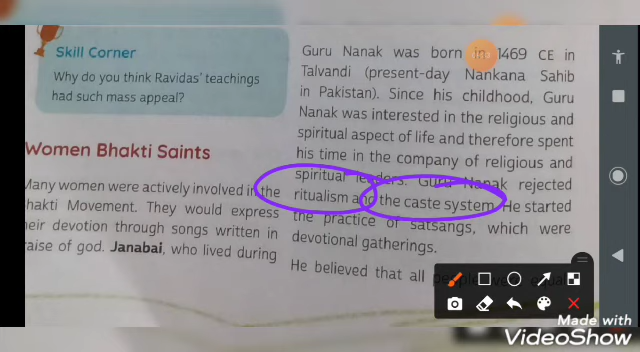 Skill Corner
Why do you think Ravidas' teachings
had such mass appeal?
Women Bhakti Saints
Many women were actively involved in the
Bhakti Movement. They would express
their devotion through songs written in
praise of god. Janabai, who lived during
Guru Nanak was born in 1469 CE in
Talvandi (present-day Nankana Sahib
in Pakistan). Since his childhood, Guru
Nanak was interested in the religious and
spiritual aspect of life and therefore spent
his time in the company of religious and
spiritual leaders. Guru Nanak rejected
ritualism and the caste system. He started
the practice of satsangs, which were
devotional gatherings.
He believed that all people
Made with
VideoShow